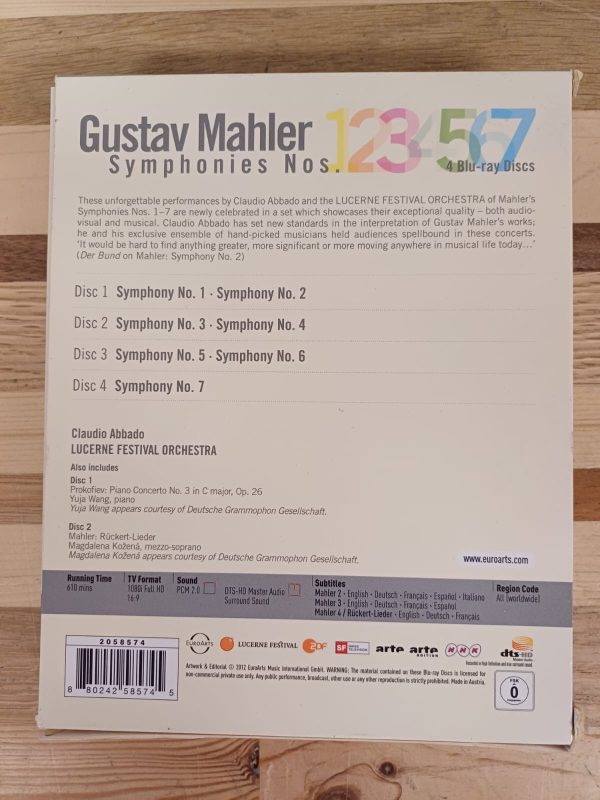 Gustav Mahler 1234567
Symphonies Nos. 4 Blu-ray Discs
These unforgettable performances by Claudio Abbado and the LUCERNE FESTIVAL ORCHESTRA of Mahler's
Symphonies Nos. 1–7 are newly celebrated in a set which showcases their exceptional quality – both audio-
visual and musical. Claudio Abbado has set new standards in the interpretation of Gustav Mahler's works;
he and his exclusive ensemble of hand-picked musicians held audiences spellbound in these concerts.
'It would be hard to find anything greater, more significant or more moving anywhere in musical life today...'
(Der Bund on Mahler: Symphony No. 2)
Disc 1 Symphony No. 1 · Symphony No. 2
Disc 2 Symphony No. 3 · Symphony No. 4
Disc 3 Symphony No. 5 · Symphony No. 6
Disc 4 Symphony No. 7
Claudio Abbado
LUCERNE FESTIVAL ORCHESTRA
Also includes
Disc 1
Prokofiev: Piano Concerto No. 3 in C major, Op. 26
Yuja Wang, piano
Yuja Wang appears courtesy of Deutsche Grammophon Gesellschaft.
Disc 2
Mahler: Rückert-Lieder
Magdalena Kožená, mezzo-soprano
Magdalena Kožená appears courtesy of Deutsche Grammophon Gesellschaft.
www.euroarts.com
Running Time
610 mins
TV Format
1080i Full HD
16:9
Sound
PCM 2.0
DTS-HD Master Audio
Surround Sound
Subtitles
Mahler 2 • English • Deutsch • Français • Español • Italiano
Mahler 3 • English • Deutsch • Français • Español
Mahler 4 / Rückert-Lieder • English • Deutsch • Français
Region Code
All (worldwide)
2058574
8 80242 58574 5
EUROARTS
LUCERNE FESTIVAL
ZDF
SF
arte
arte
EDITION
NHK
dts-HD
Master Audio
Recorded in High Definition and true surround sound.
Artwork & Editorial © 2012 EuroArts Music International GmbH. WARNING: The material contained on these Blu-ray Discs is licensed for
non-commercial private use only. Any public performance, broadcast, other use or any other reproduction is strictly prohibited. Made in Austria.
FSK
0